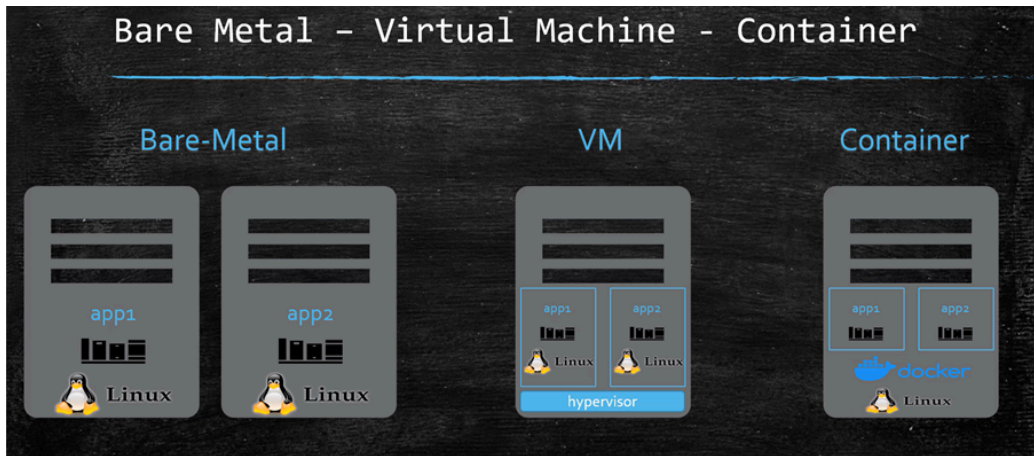 Bare Metal – Virtual Machine - Container
Bare-Metal
VM
Container
app1
app2
app1
app2
app1
app2
Linux
Linux
Linux
Linux
hypervisor
docker
Linux